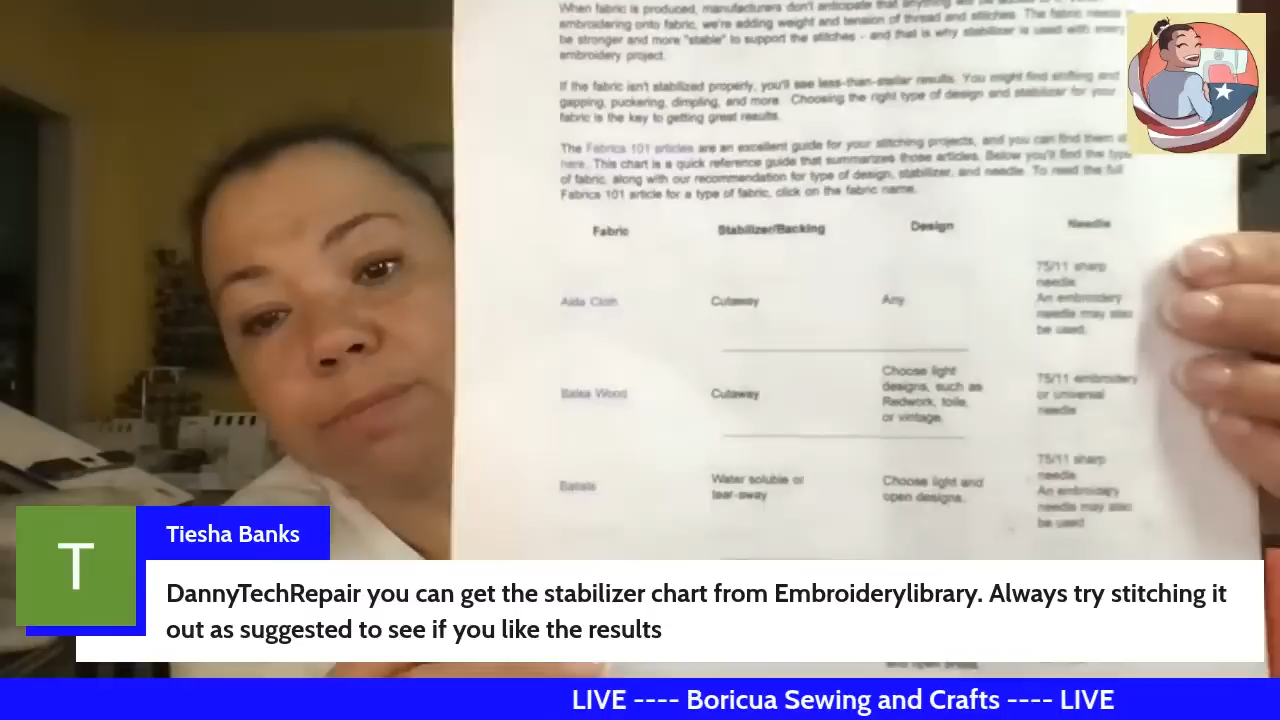 When fabric is produced, manufacturers don't anticipate that anything will be
embroidering onto fabric, we're adding weight and tension of thread and stitches. The fabric needs
be stronger and more "stable" to support the stitches - and that is why stabilizer is used with every
embroidery project.
If the fabric isn't stabilized properly, you'll see less-than-stellar results. You might find shifting and
gapping, puckering, dimpling, and more. Choosing the right type of design and stabilizer for your
fabric is the key to getting great results.
The Fabrics 101 articles are an excellent guide for your stitching projects, and you can find them
here. This chart is a quick reference guide that summarizes those articles. Below you'll find the type
of fabric, along with our recommendation for type of design, stabilizer, and needle. To read the full
Fabrics 101 article for a type of fabric, click on the fabric name.
Fabric Stabilizer/Backing Design Needle
Aida Cloth Cutaway Any 75/11 sharp
needle
An embroidery
needle may also
be used.
Balsa Wood Cutaway Choose light
designs, such as
Redwork, toile,
or vintage.
75/11 embroidery
or universal
needle
Batiste Water soluble or
tear-away
Choose light and
open designs.
75/11 sharp
needle
An embroidery
needle may also
be used
T
Tiesha Banks
DannyTechRepair you can get the stabilizer chart from Embroiderylibrary. Always try stitching it
out as suggested to see if you like the results
LIVE ---- Boricua Sewing and Crafts ---- LIVE